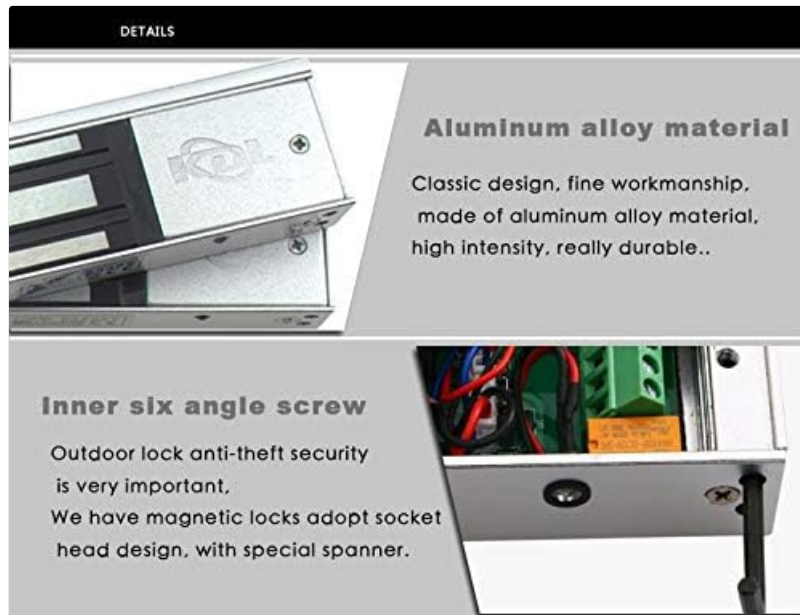 DETAILS
Aluminum alloy material
Classic design, fine workmanship,
made of aluminum alloy material,
high intensity, really durable..
Inner six angle screw
Outdoor lock anti-theft security
is very important,
We have magnetic locks adopt socket
head design, with special spanner.